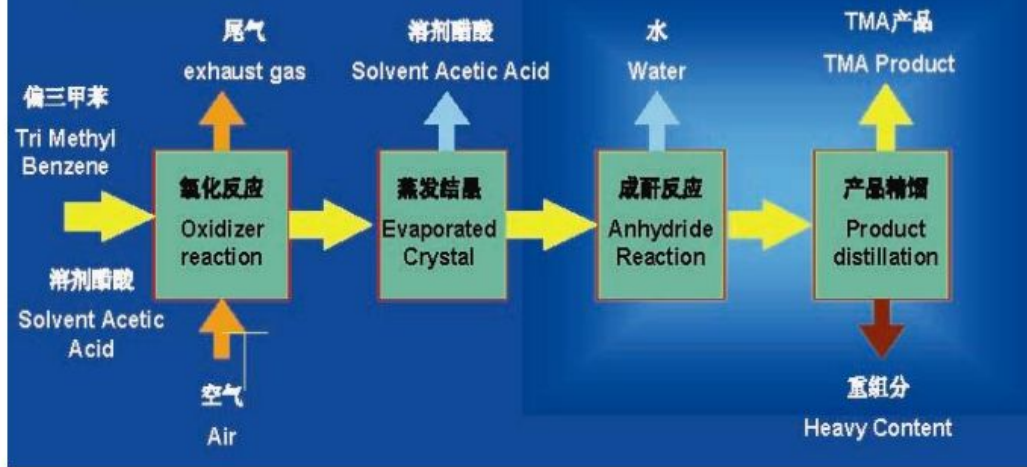 尾气
exhaust gas
溶剂醋酸
Solvent Acetic Acid
水
Water
TMA产品
TMA Product
偏三甲苯
Tri Methyl
Benzene
氧化反应
Oxidizer
reaction
蒸发结晶
Evaporated
Crystal
成酐反应
Anhydride
Reaction
产品精馏
Product
distillation
溶剂醋酸
Solvent Acetic
Acid
空气
Air
重组分
Heavy Content